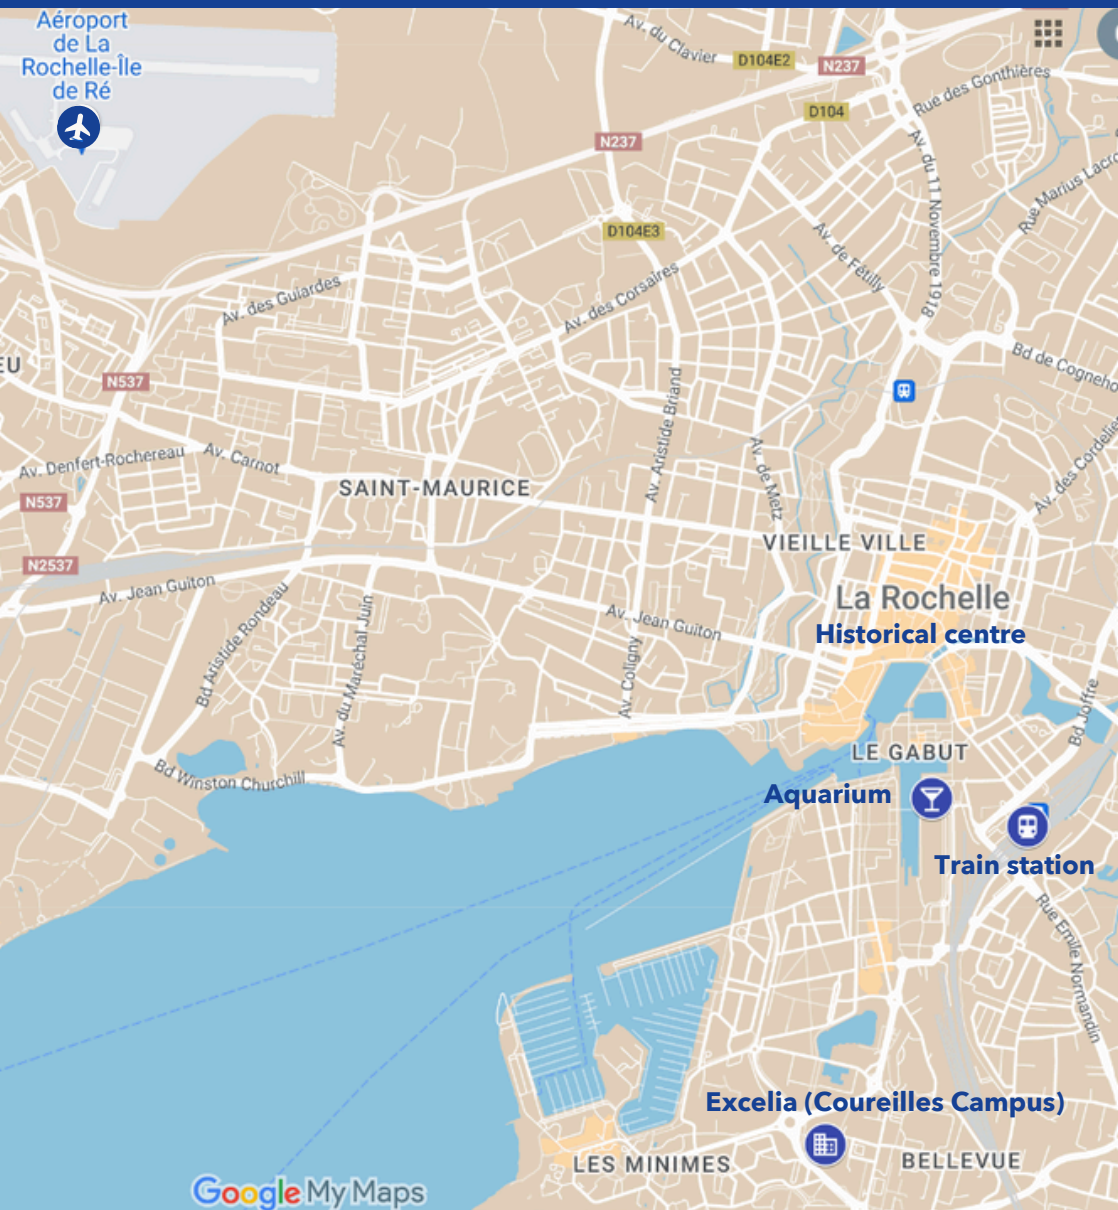 Aéroport
de La
Rochelle-Île
de Ré
Av. du Clavier
D104E2
N237
Rue des Gonthières
D104
N237
Av. du 11 Novembre 1918
Rue Marius Lacro
D104E3
Av. de Fétilly
Av. des Guiardes
Av. des Corsaires
Bd de Cogneho
EU
N537
Av. Aristide Briand
Av. des Cordelie
Av. Denfert-Rochereau
Av. Carnot
Av. de Metz
SAINT-MAURICE
N537
VIEILLE VILLE
N2537
Av. Jean Guiton
La Rochelle
Historical centre
Av. Jean Guiton
Bd Aristide Rondeau
Av. du Maréchal Juin
Av. Coligny
Bd Joffre
LE GABUT
Bd Winston Churchill
Aquarium
Train station
Rue Emile Normandin
Excelia (Coureilles Campus)
LES MINIMES
BELLEVUE
Google My Maps